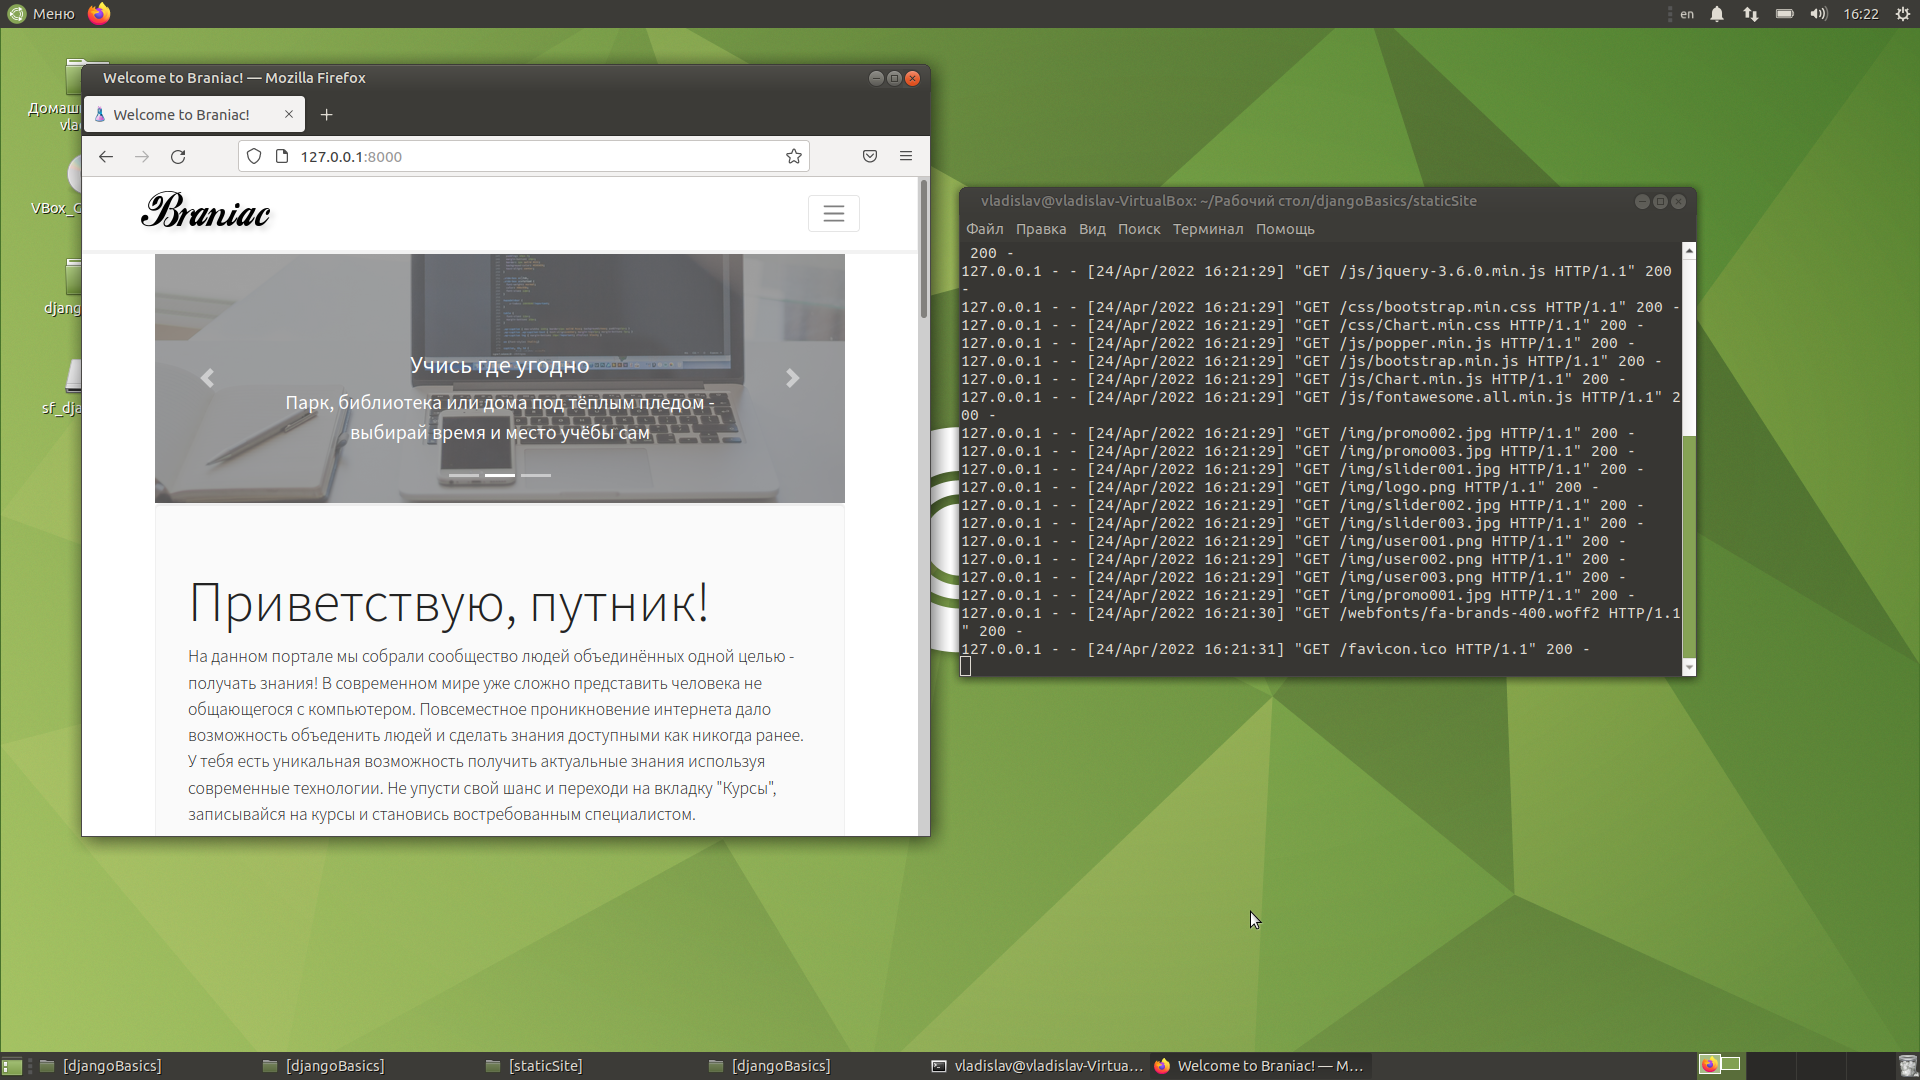 Меню
en
16:22
Welcome to Braniac! — Mozilla Firefox
Welcome to Braniac!
127.0.0.1:8000
Braniac
Учись где угодно
Парк, библиотека или дома под тёплым пледом -
выбирай время и место учёбы сам
Приветствую, путник!
На данном портале мы собрали сообщество людей объединённых одной целью -
получать знания! В современном мире уже сложно представить человека не
общающегося с компьютером. Повсеместное проникновение интернета дало
возможность объеденить людей и сделать знания доступными как никогда ранее.
У тебя есть уникальная возможность получить актуальные знания используя
современные технологии. Не упусти свой шанс и переходи на вкладку "Курсы",
записывайся на курсы и становись востребованным специалистом.
vladislav@vladislav-VirtualBox: ~/Рабочий стол/djangoBasics/staticSite
Файл Правка Вид Поиск Терминал Помощь
200 -
127.0.0.1 - - [24/Apr/2022 16:21:29] "GET /js/jquery-3.6.0.min.js HTTP/1.1" 200
-
127.0.0.1 - - [24/Apr/2022 16:21:29] "GET /css/bootstrap.min.css HTTP/1.1" 200 -
127.0.0.1 - - [24/Apr/2022 16:21:29] "GET /css/Chart.min.css HTTP/1.1" 200 -
127.0.0.1 - - [24/Apr/2022 16:21:29] "GET /js/popper.min.js HTTP/1.1" 200 -
127.0.0.1 - - [24/Apr/2022 16:21:29] "GET /js/bootstrap.min.js HTTP/1.1" 200 -
127.0.0.1 - - [24/Apr/2022 16:21:29] "GET /js/Chart.min.js HTTP/1.1" 200 -
127.0.0.1 - - [24/Apr/2022 16:21:29] "GET /js/fontawesome.all.min.js HTTP/1.1" 2
00 -
127.0.0.1 - - [24/Apr/2022 16:21:29] "GET /img/promo002.jpg HTTP/1.1" 200 -
127.0.0.1 - - [24/Apr/2022 16:21:29] "GET /img/promo003.jpg HTTP/1.1" 200 -
127.0.0.1 - - [24/Apr/2022 16:21:29] "GET /img/slider001.jpg HTTP/1.1" 200 -
127.0.0.1 - - [24/Apr/2022 16:21:29] "GET /img/logo.png HTTP/1.1" 200 -
127.0.0.1 - - [24/Apr/2022 16:21:29] "GET /img/slider002.jpg HTTP/1.1" 200 -
127.0.0.1 - - [24/Apr/2022 16:21:29] "GET /img/slider003.jpg HTTP/1.1" 200 -
127.0.0.1 - - [24/Apr/2022 16:21:29] "GET /img/user001.png HTTP/1.1" 200 -
127.0.0.1 - - [24/Apr/2022 16:21:29] "GET /img/user002.png HTTP/1.1" 200 -
127.0.0.1 - - [24/Apr/2022 16:21:29] "GET /img/user003.png HTTP/1.1" 200 -
127.0.0.1 - - [24/Apr/2022 16:21:29] "GET /img/promo001.jpg HTTP/1.1" 200 -
127.0.0.1 - - [24/Apr/2022 16:21:30] "GET /webfonts/fa-brands-400.woff2 HTTP/1.1
" 200 -
127.0.0.1 - - [24/Apr/2022 16:21:31] "GET /favicon.ico HTTP/1.1" 200 -
[djangoBasics]
[djangoBasics]
[staticSite]
[djangoBasics]
vladislav@vladislav-Virtua...
Welcome to Braniac! — M...